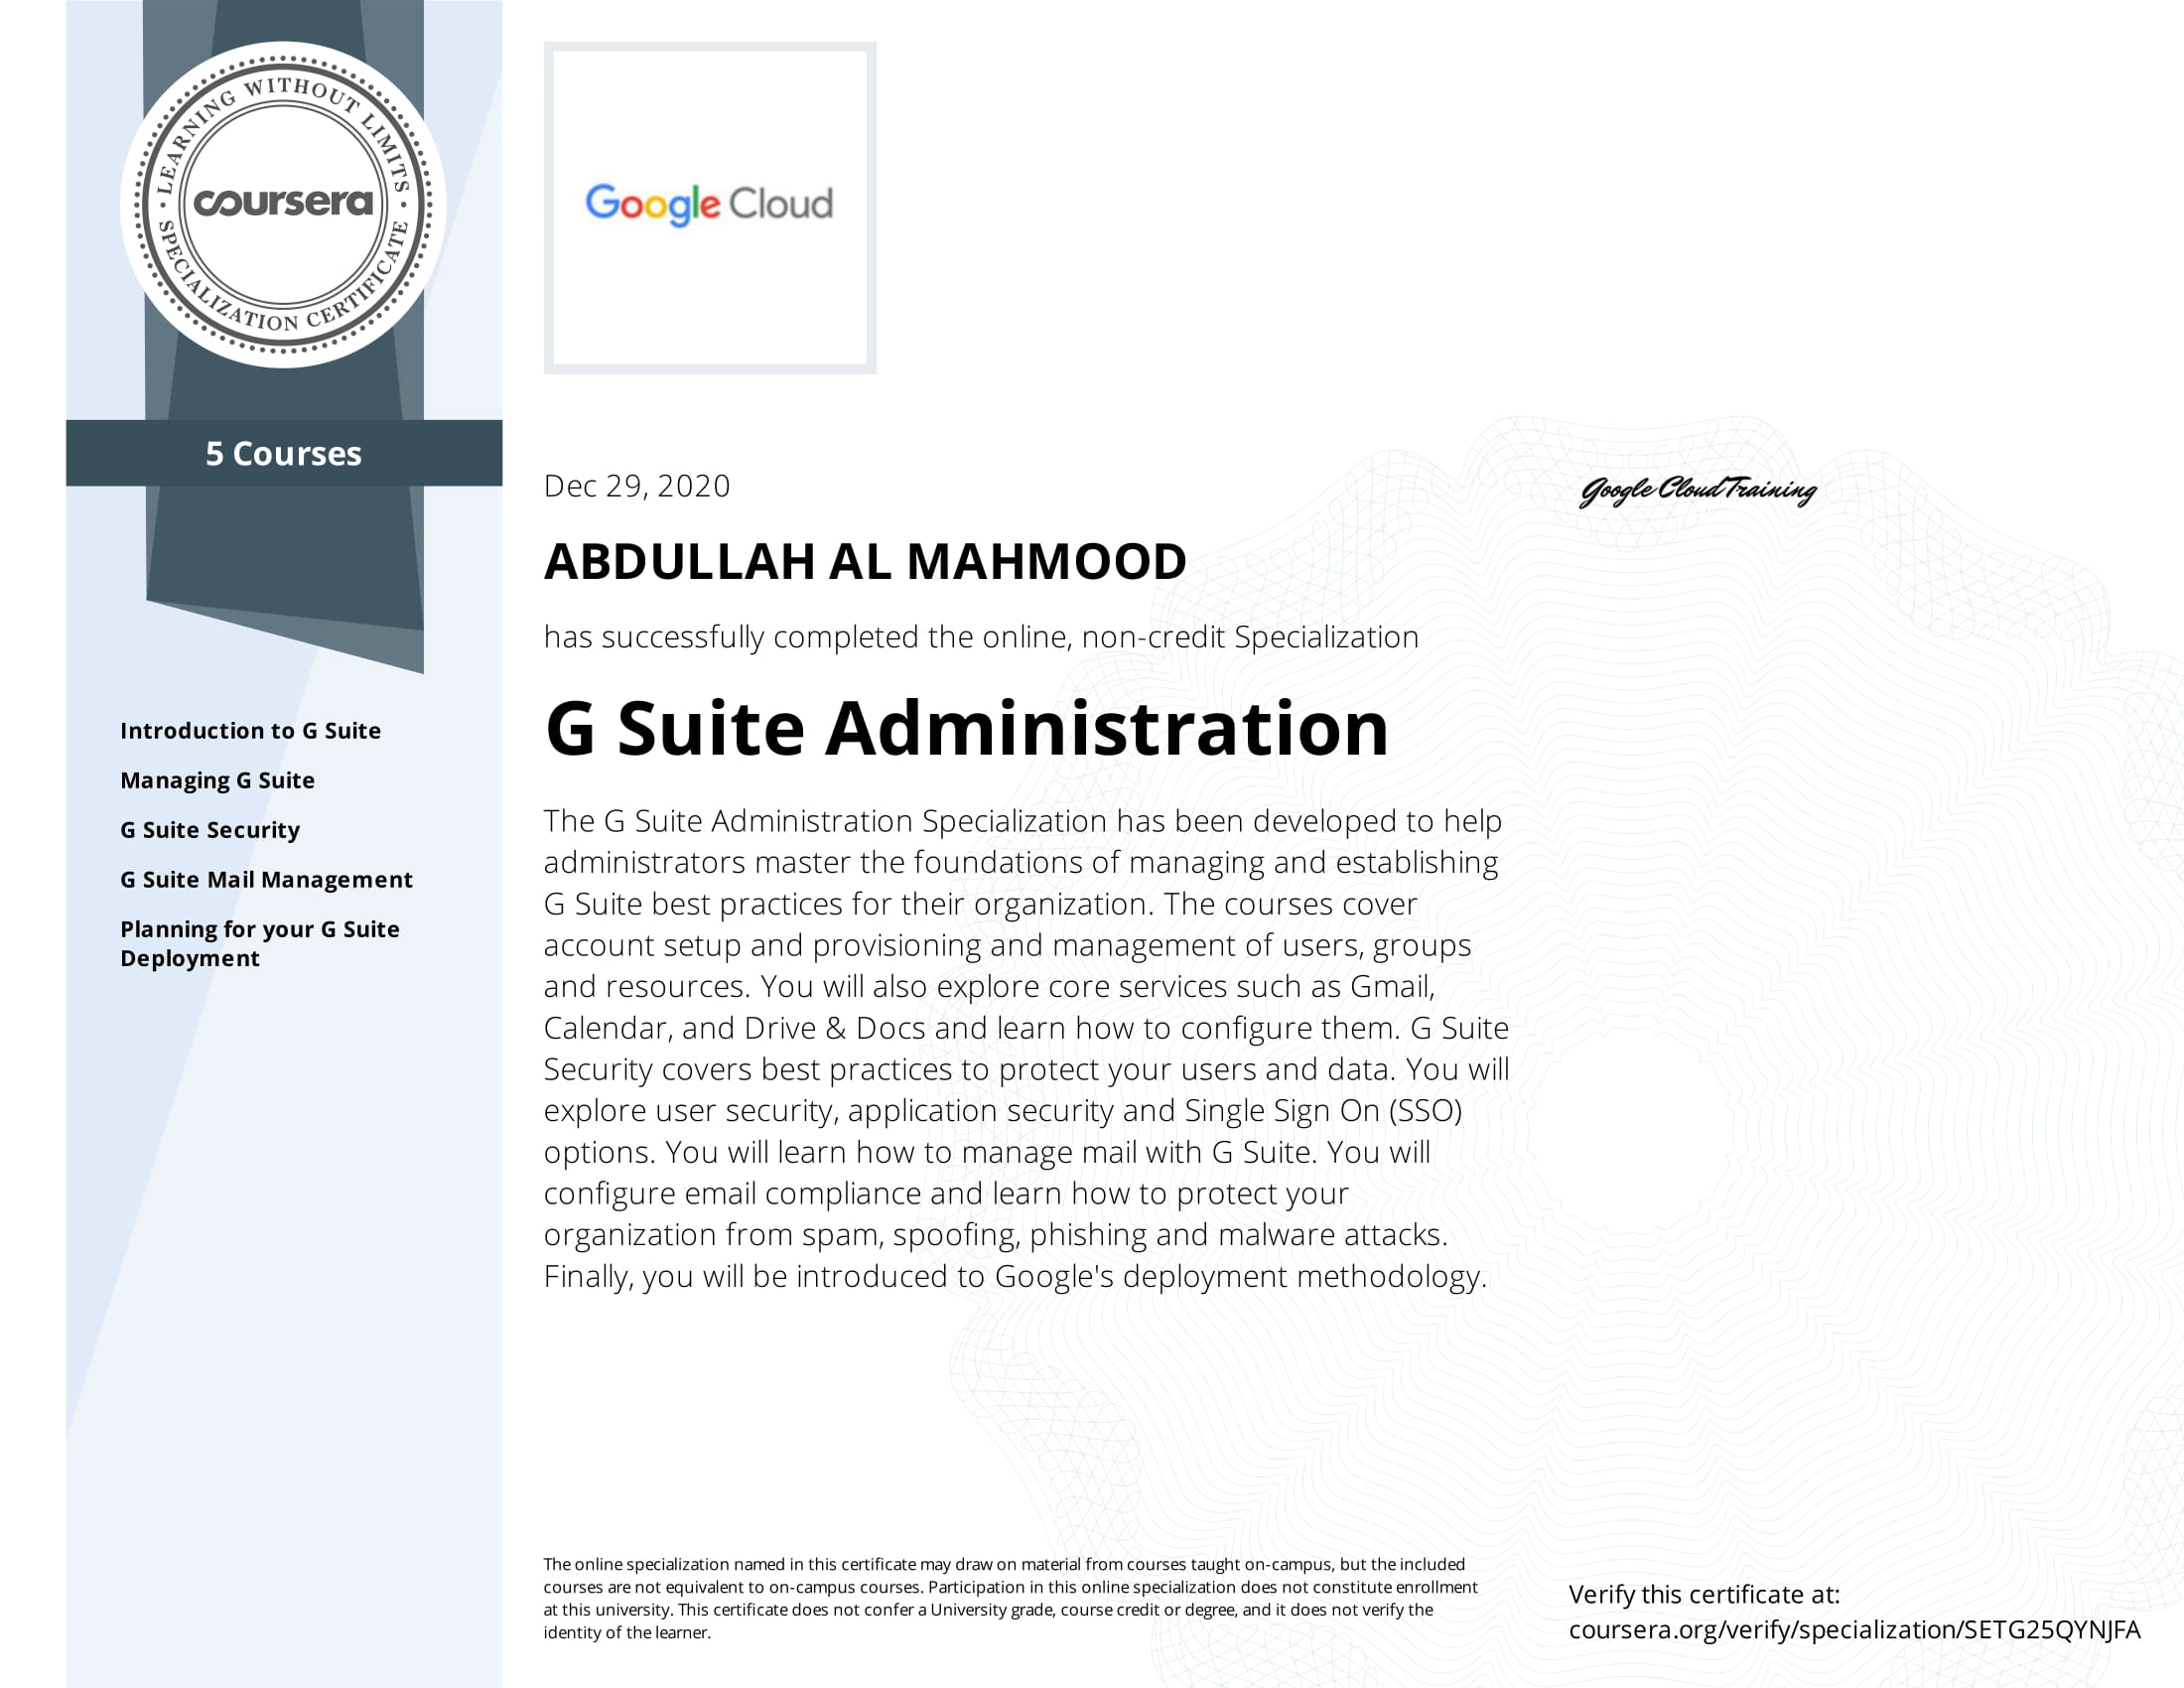 LEARNING WITHOUT LIMITS
coursera
SPECIALIZATION CERTIFICATE
5 Courses
Introduction to G Suite
Managing G Suite
G Suite Security
G Suite Mail Management
Planning for your G Suite
Deployment
Google Cloud
Dec 29, 2020
Google Cloud Training
ABDULLAH AL MAHMOOD
has successfully completed the online, non-credit Specialization
G Suite Administration
The G Suite Administration Specialization has been developed to help
administrators master the foundations of managing and establishing
G Suite best practices for their organization. The courses cover
account setup and provisioning and management of users, groups
and resources. You will also explore core services such as Gmail,
Calendar, and Drive & Docs and learn how to configure them. G Suite
Security covers best practices to protect your users and data. You will
explore user security, application security and Single Sign On (SSO)
options. You will learn how to manage mail with G Suite. You will
configure email compliance and learn how to protect your
organization from spam, spoofing, phishing and malware attacks.
Finally, you will be introduced to Google's deployment methodology.
The online specialization named in this certificate may draw on material from courses taught on-campus, but the included
courses are not equivalent to on-campus courses. Participation in this online specialization does not constitute enrollment
at this university. This certificate does not confer a University grade, course credit or degree, and it does not verify the
identity of the learner.
Verify this certificate at:
coursera.org/verify/specialization/SETG25QYNJFA